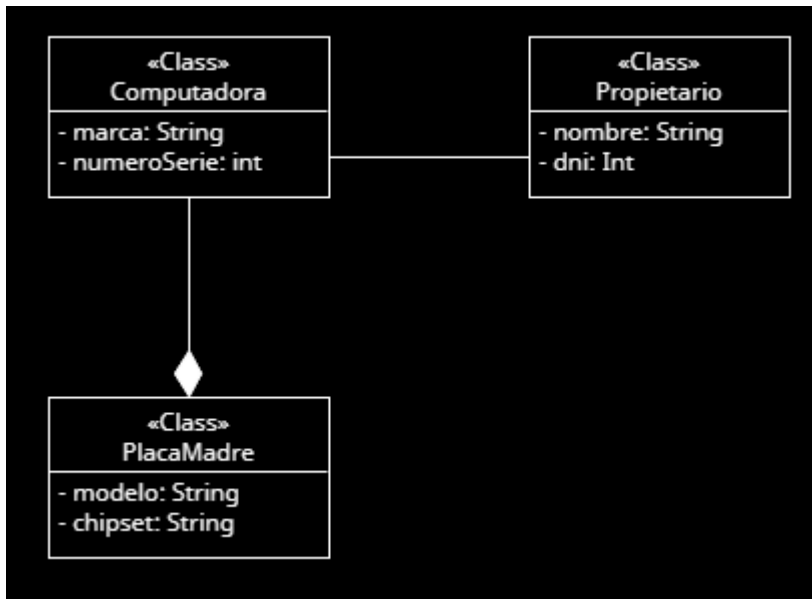 «Class»
Computadora
- marca: String
- numeroSerie: int
«Class»
Propietario
- nombre: String
- dni: Int
«Class»
PlacaMadre
- modelo: String
- chipset: String